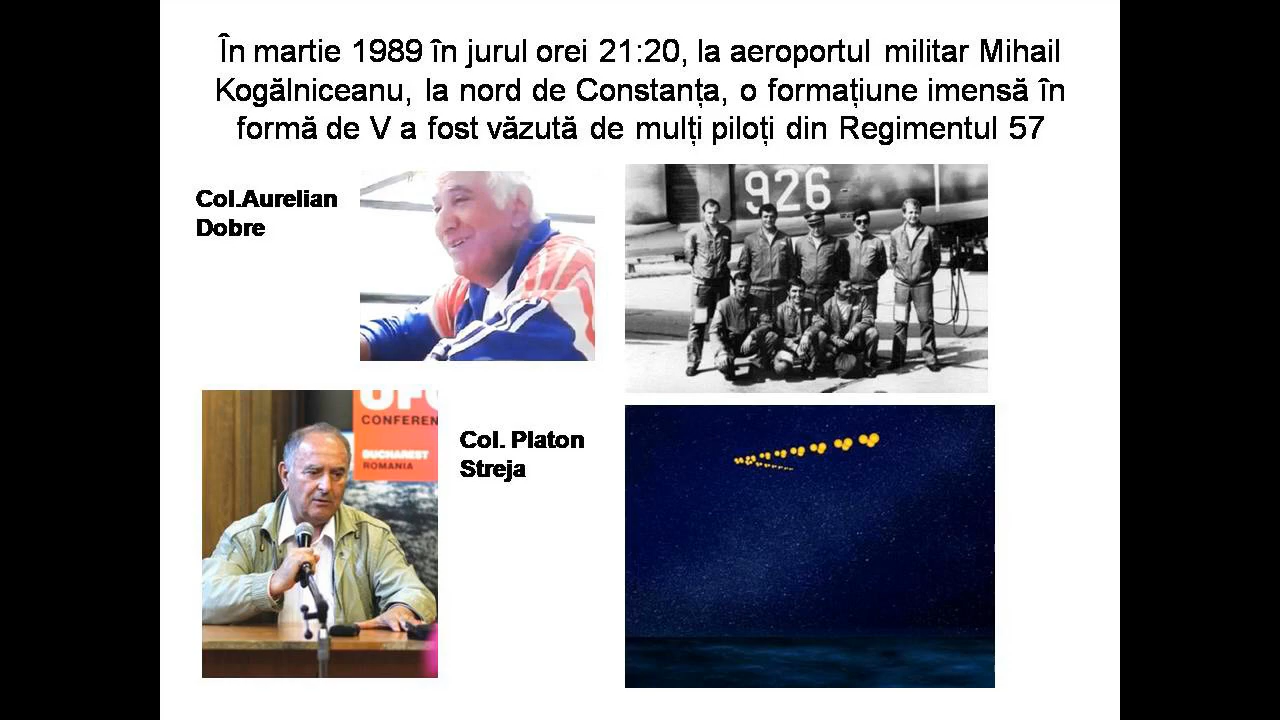 În martie 1989 în jurul orei 21:20, la aeroportul militar Mihail
Kogălniceanu, la nord de Constanța, o formațiune imensă în
formă de V a fost văzută de mulți piloți din Regimentul 57
Col.Aurelian
Dobre
926
CONFEREN
BUCHAREST
ROMANIA
Col. Platon
Streja